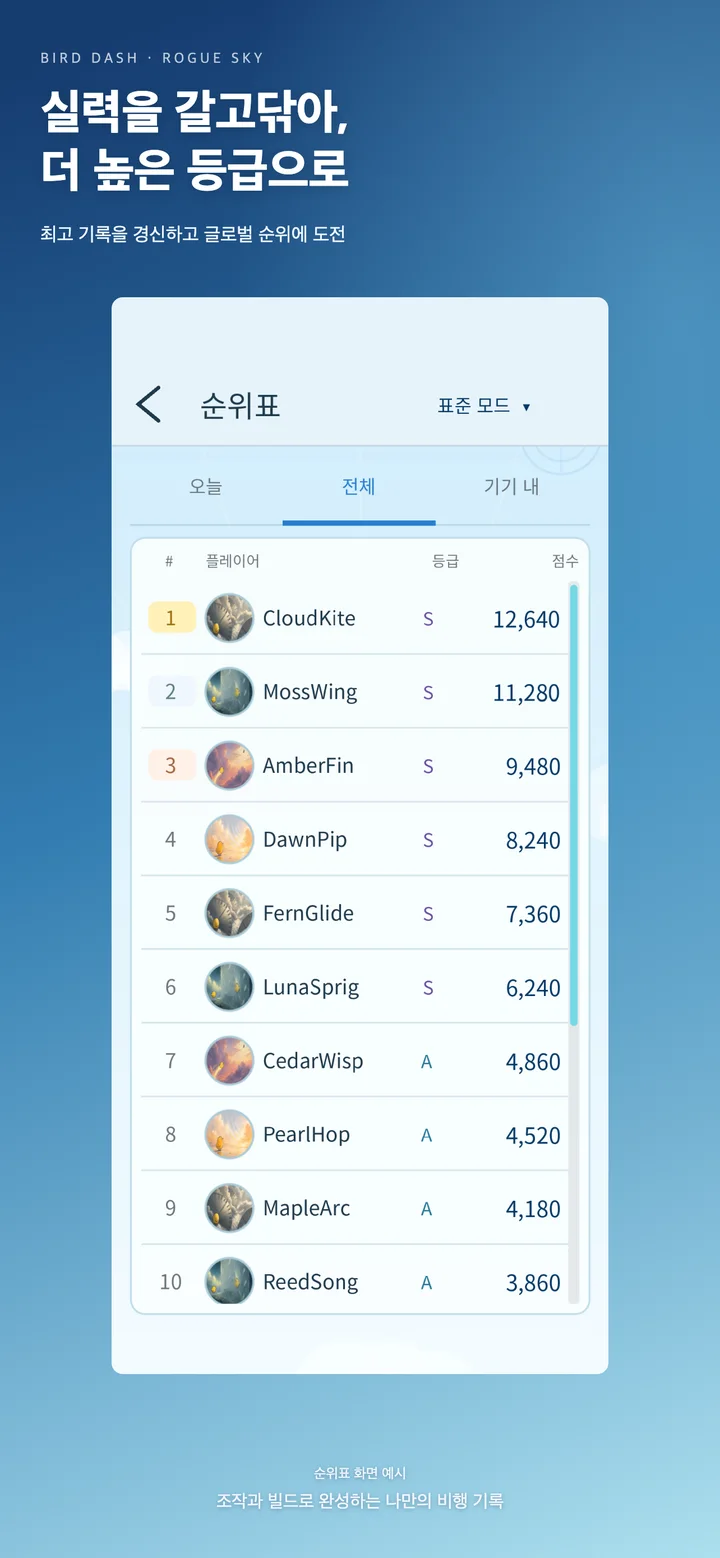 BIRD DASH · ROGUE SKY
실력을 갈고닦아,
더 높은 등급으로
최고 기록을 경신하고 글로벌 순위에 도전
순위표 표준 모드 ▼
오늘 전체 기기 내
# 플레이어 등급 점수
1 CloudKite S 12,640
2 MossWing S 11,280
3 AmberFin S 9,480
4 DawnPip S 8,240
5 FernGlide S 7,360
6 LunaSprig S 6,240
7 CedarWisp A 4,860
8 PearlHop A 4,520
9 MapleArc A 4,180
10 ReedSong A 3,860
순위표 화면 예시
조작과 빌드로 완성하는 나만의 비행 기록